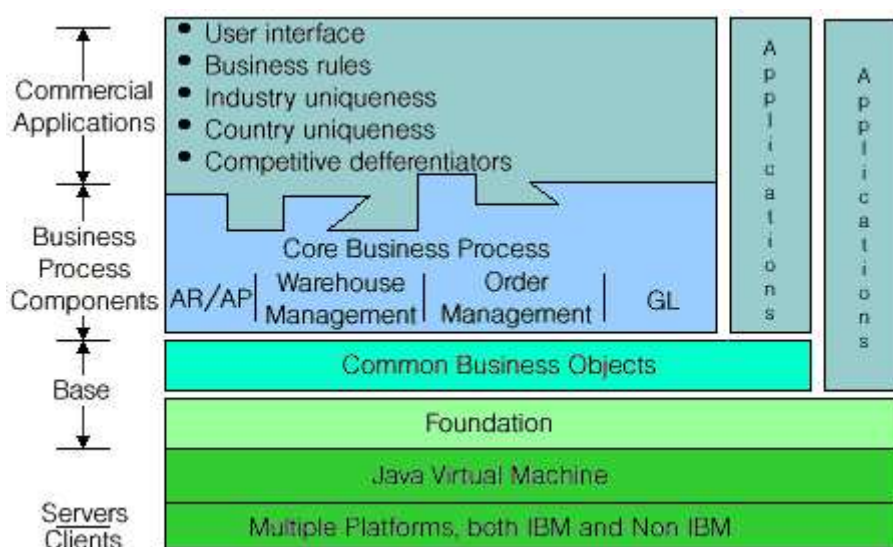 Commercial
Applications
Business
Process
Components
Base
Servers
Clients
• User interface
• Business rules
• Industry uniqueness
• Country uniqueness
• Competitive defferentiators
Core Business Process
AR/AP
Warehouse
Management
Order
Management
GL
Common Business Objects
Foundation
Java Virtual Machine
Multiple Platforms, both IBM and Non IBM
Applications
Applications